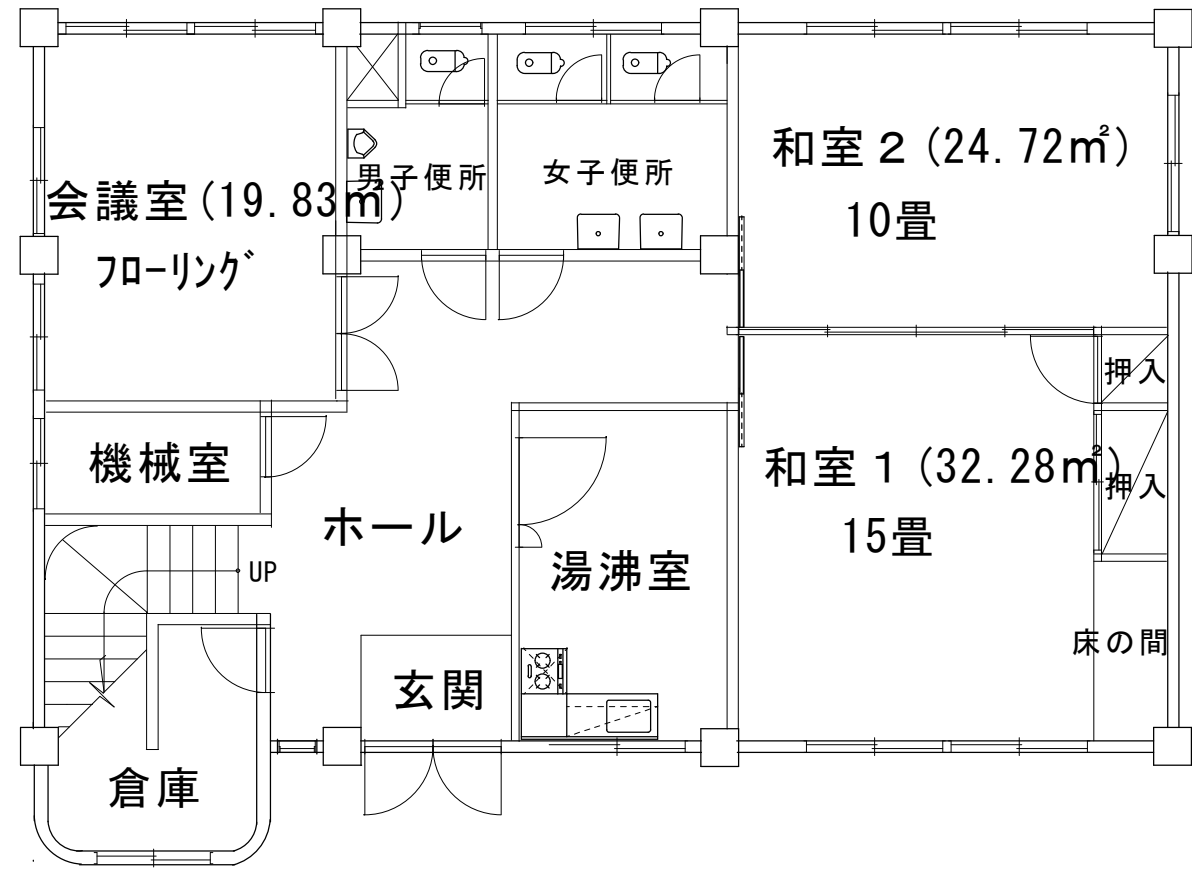 和室２(24.72㎡)
10畳
男子便所
女子便所
会議室(19.83㎡)
ﾌﾛｰﾘﾝｸﾞ
押入
機械室
和室１(32.28㎡)
押入
15畳
ホール
湯沸室
UP
床の間
玄関
倉庫